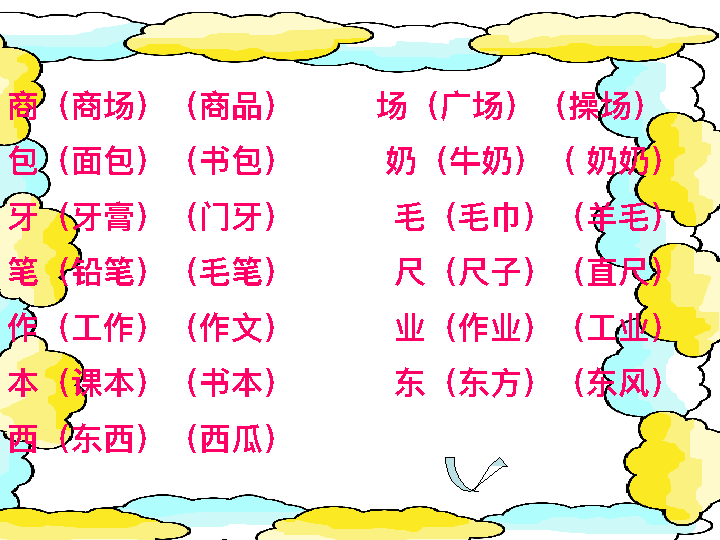 商（商场）（商品） 场（广场）（操场）
包（面包）（书包） 奶（牛奶）（ 奶奶）
牙（牙膏）（门牙） 毛（毛巾）（羊毛）
笔（铅笔）（毛笔） 尺（尺子）（直尺）
作（工作）（作文） 业（作业）（工业）
本（课本）（书本） 东（东方）（东风）
西（东西）（西瓜）